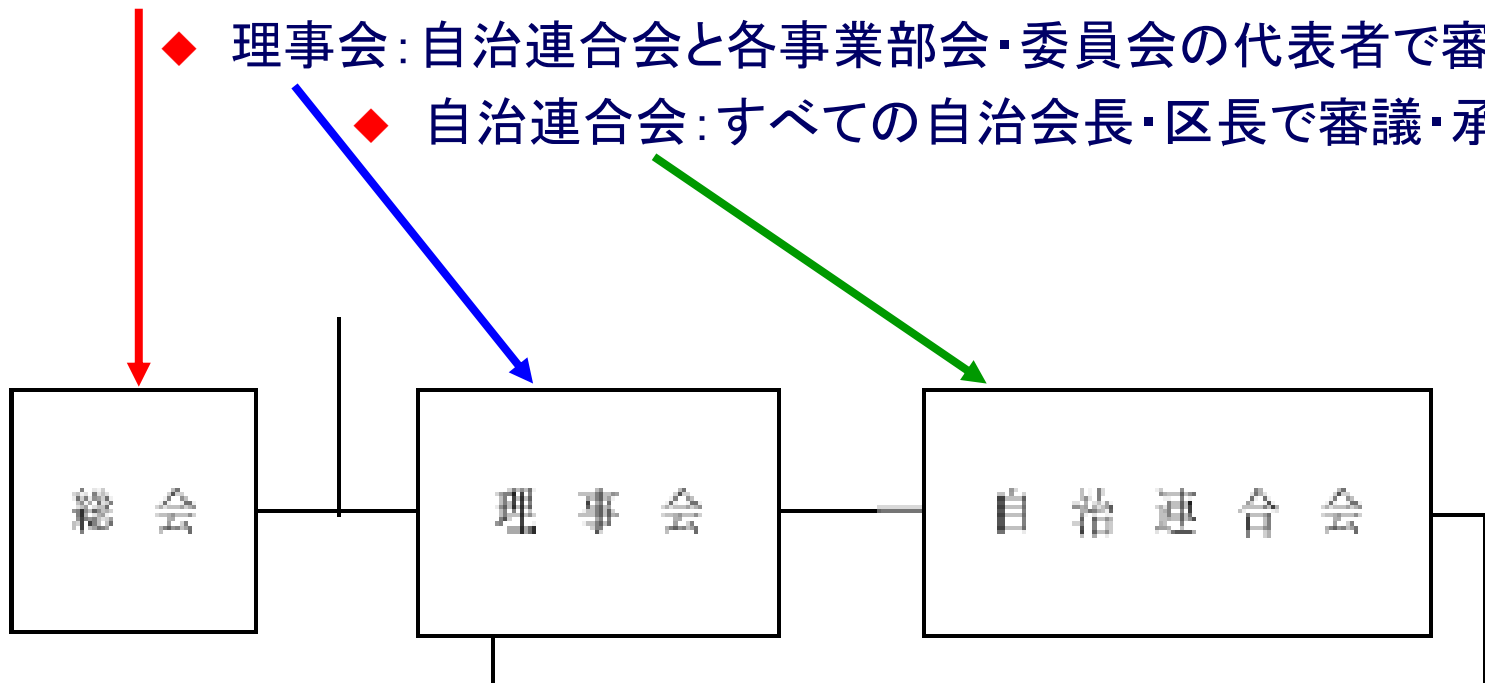 ◆ 理事会：自治連合会と各事業部会・委員会の代表者で審
◆ 自治連合会：すべての自治会長・区長で審議・承
総 会
理 事 会
自 治 連 合 会